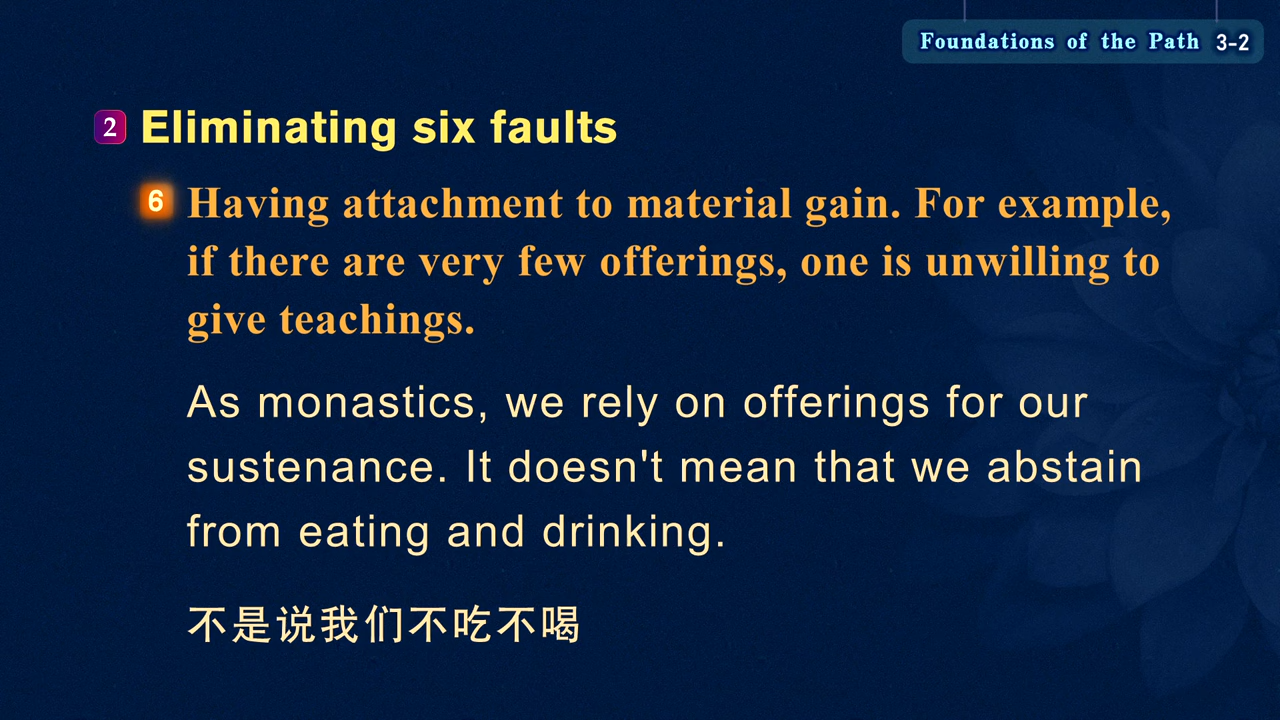 Foundations of the Path 3-2
2 Eliminating six faults
6 Having attachment to material gain. For example,
if there are very few offerings, one is unwilling to
give teachings.
As monastics, we rely on offerings for our
sustenance. It doesn't mean that we abstain
from eating and drinking.
不是说我们不吃不喝